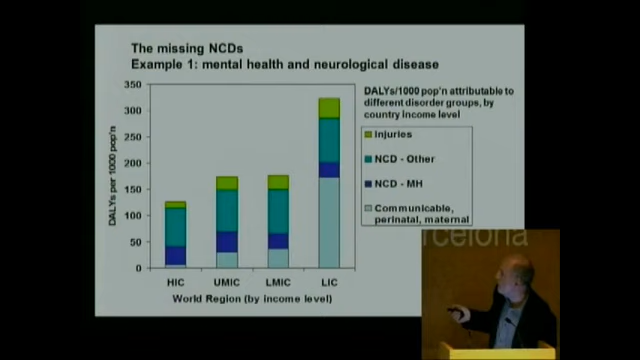 The missing NCDs
Example 1: mental health and neurological disease
DALYs/1000 pop'n attributable to
different disorder groups, by
country income level
350
300
250
200
150
100
50
0
DALYs per 1000 pop'n
HIC
UMIC
LMIC
LIC
World Region (by income level)
Injuries
NCD - Other
NCD - MH
Communicable,
perinatal, maternal
rcelona